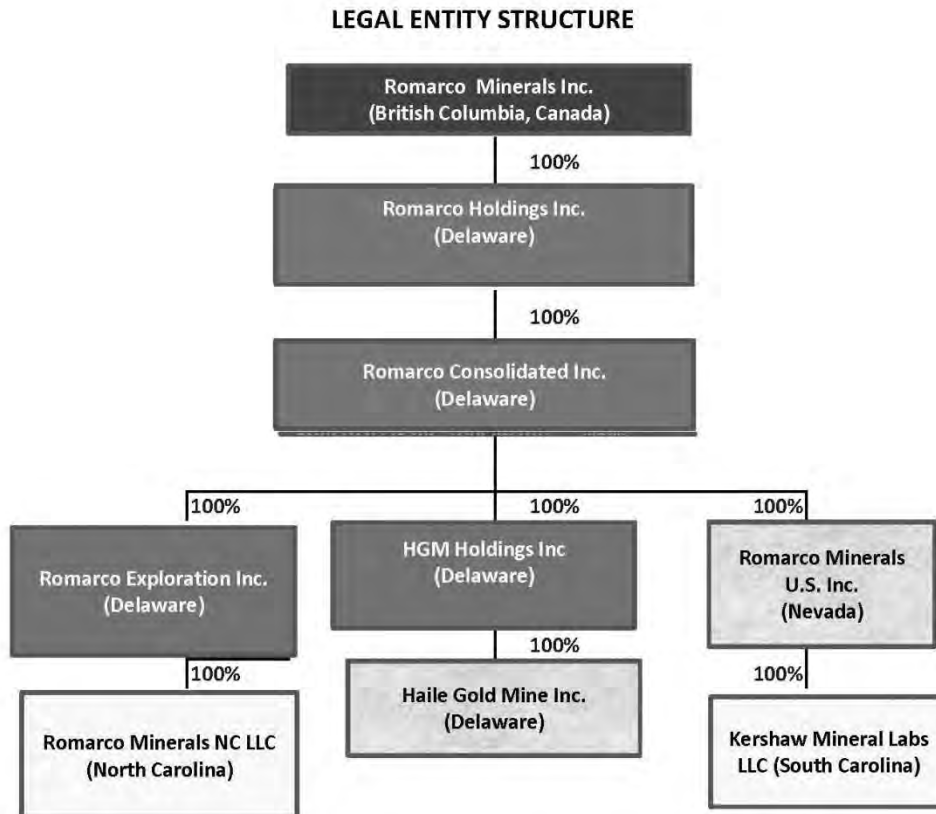 LEGAL ENTITY STRUCTURE
Romarco Minerals Inc.
(British Columbia, Canada)
100%
Romarco Holdings Inc.
(Delaware)
100%
Romarco Consolidated Inc.
(Delaware)
100%
100%
100%
Romarco Exploration Inc.
(Delaware)
HGM Holdings Inc
(Delaware)
Romarco Minerals
U.S. Inc.
(Nevada)
100%
100%
100%
Romarco Minerals NC LLC
(North Carolina)
Haile Gold Mine Inc.
(Delaware)
Kershaw Mineral Labs
LLC (South Carolina)